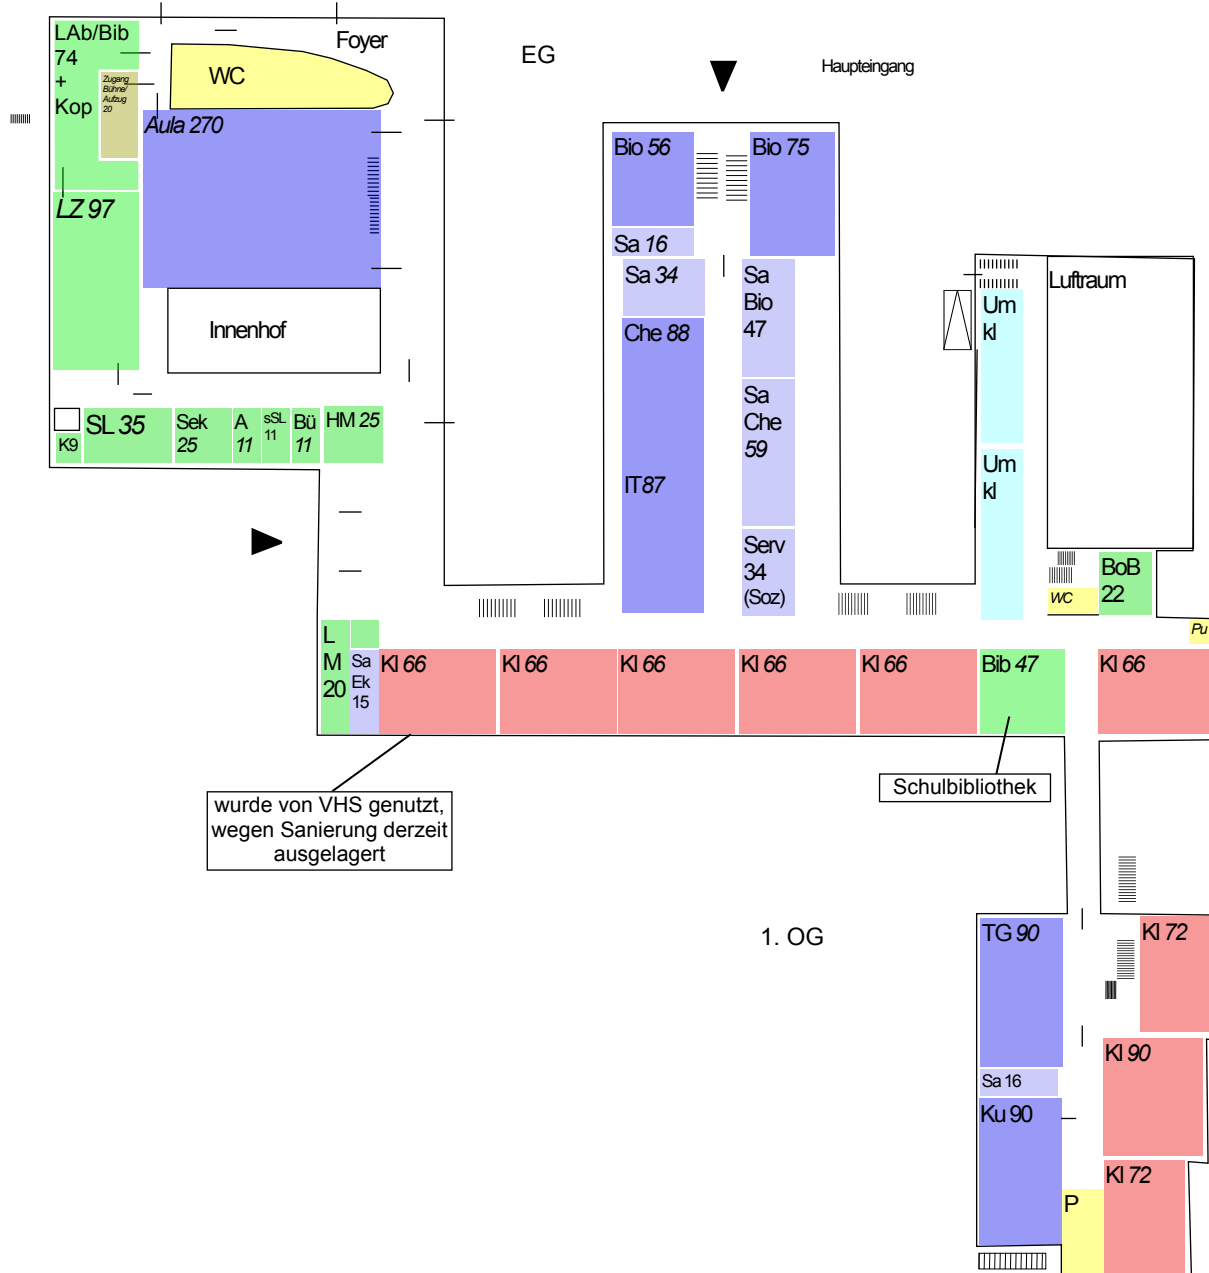 LAb/Bib
74
+
Kop
Zugang
Bühne/
Aufzug
20
WC
Foyer
EG
Haupteingang
Aula 270
LZ 97
Innenhof
K9
SL 35
Sek
25
A
11
sSL
11
Bü
11
HM 25
Bio 56
Bio 75
Sa 16
Sa 34
Sa
Bio
47
Che 88
Sa
Che
59
IT87
Serv
34
(Soz)
Um
kl
Um
kl
Luftraum
WC
BoB
22
Pu
L
M
20
Sa
Ek
15
Kl 66
Kl 66
Kl 66
Kl 66
Kl 66
Bib 47
Kl 66
wurde von VHS genutzt,
wegen Sanierung derzeit
ausgelagert
Schulbibliothek
1. OG
TG 90
Kl 72
Kl 90
Sa 16
Ku 90
Kl 72
P